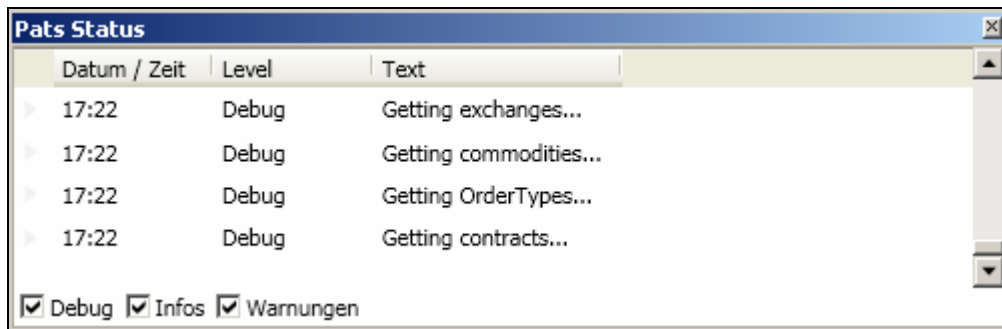 Pats Status
Datum / Zeit Level Text
17:22 Debug Getting exchanges...
17:22 Debug Getting commodities...
17:22 Debug Getting OrderTypes...
17:22 Debug Getting contracts...
Debug Infos Warnungen